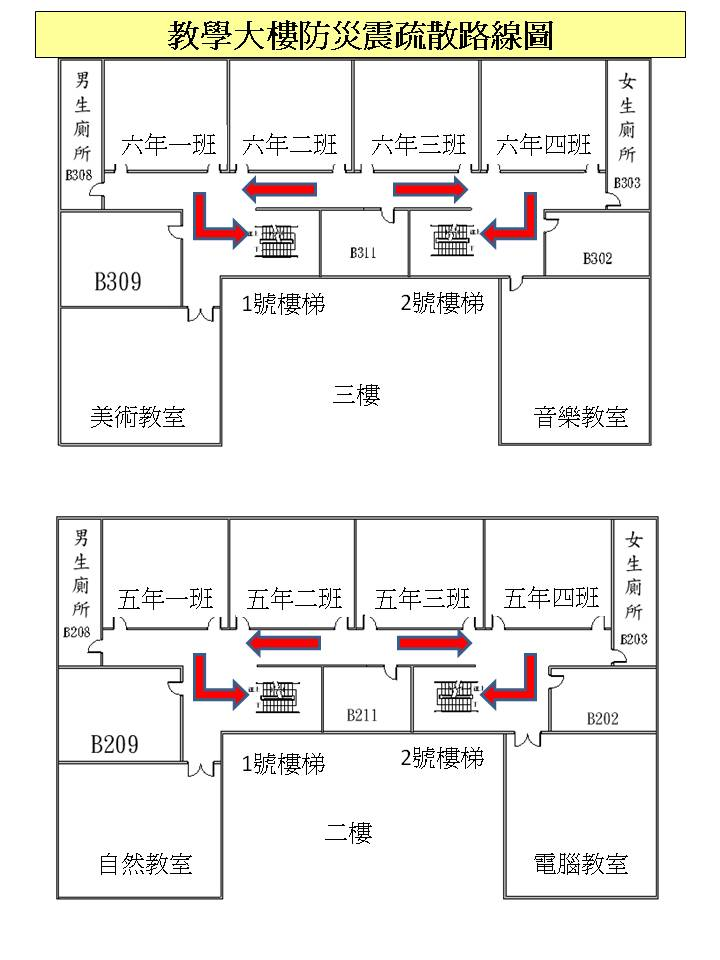 教學大樓防災震疏散路線圖
男生廁所
B308
六年一班
六年二班
六年三班
六年四班
女生廁所
B303
B309
B311
B302
1號樓梯
2號樓梯
三樓
美術教室
音樂教室
男生廁所
B208
五年一班
五年二班
五年三班
五年四班
女生廁所
B203
B209
B211
B202
1號樓梯
2號樓梯
二樓
自然教室
電腦教室